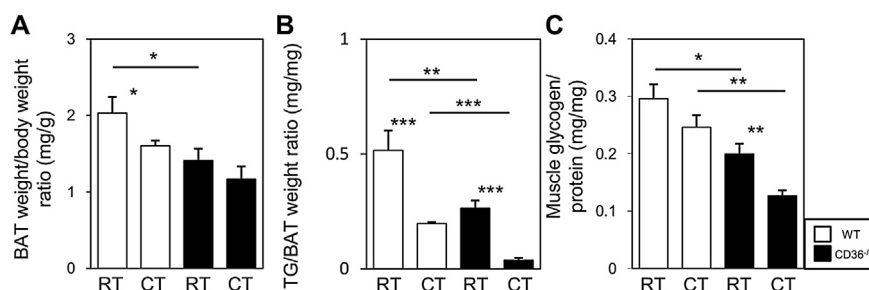 A
BAT weight/body weight
ratio (mg/g)
3
2
1
0
*
*
RT CT RT CT
B
TG/BAT weight ratio (mg/mg)
1
0.5
0
**
***
***
***
RT CT RT CT
C
Muscle glycogen/
protein (mg/mg)
0.4
0.3
0.2
0.1
0
*
**
**
RT CT RT CT
WT
CD36-/